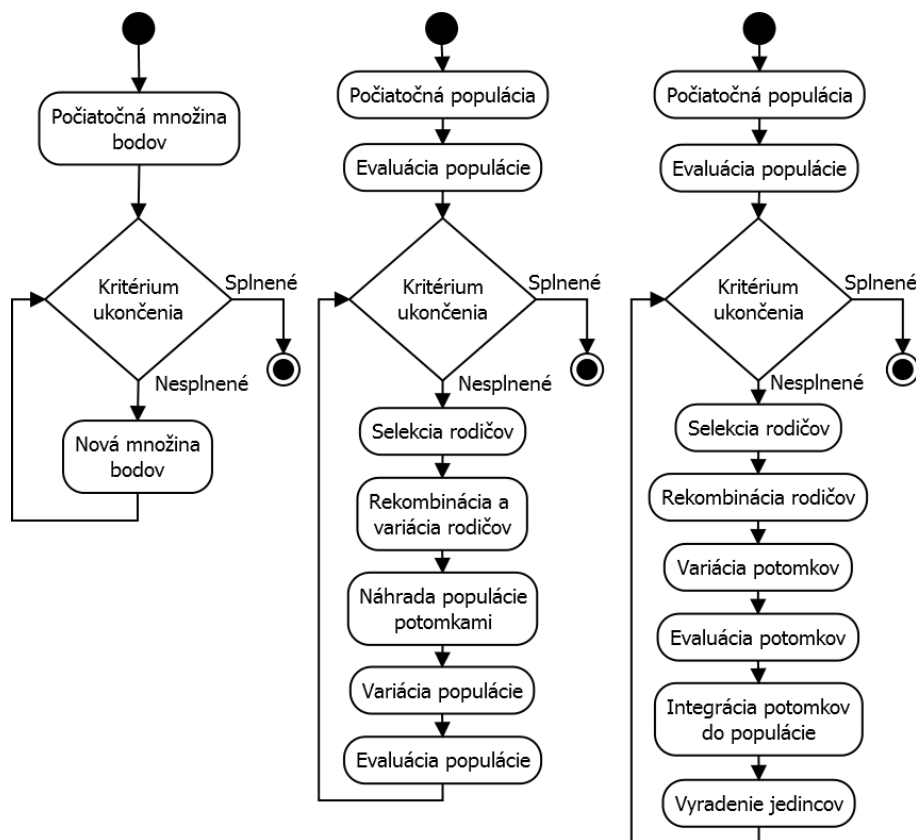 Počiatočná množina
bodov
Kritérium
ukončenia
Splnené
Nesplnené
Nová množina
bodov
Počiatočná populácia
Evaluácia populácie
Kritérium
ukončenia
Splnené
Nesplnené
Selekcia rodičov
Rekombinácia a
variácia rodičov
Náhrada populácie
potomkami
Variácia populácie
Evaluácia populácie
Počiatočná populácia
Evaluácia populácie
Kritérium
ukončenia
Splnené
Nesplnené
Selekcia rodičov
Rekombinácia rodičov
Variácia potomkov
Evaluácia potomkov
Integrácia potomkov
do populácie
Vyradenie jedincov